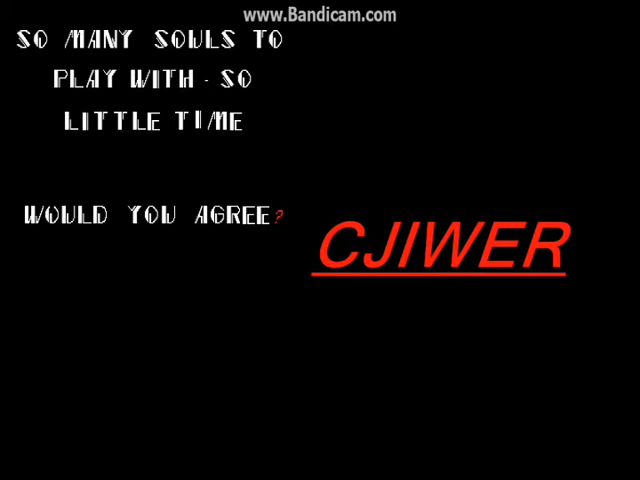 www.Bandicam.com
SO MANY SOULS TO
PLAY WITH - SO
LITTLE TIME
WOULD YOU AGREE?
CJIWER